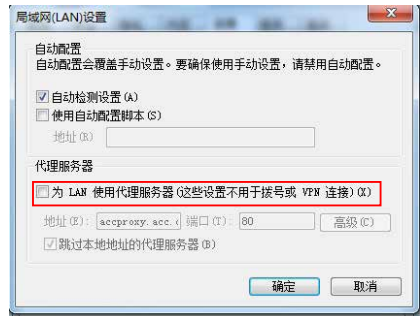 局域网(LAN)设置
自动配置
自动配置会覆盖手动设置。要确保使用手动设置，请禁用自动配置。
自动检测设置(A)
使用自动配置脚本(S)
地址(R)
代理服务器
为 LAN 使用代理服务器(这些设置不用于拨号或 VPN 连接)(X)
地址(E): accproxy.acc. 端口(T): 80 高级(C)
跳过本地地址的代理服务器(B)
确定 取消